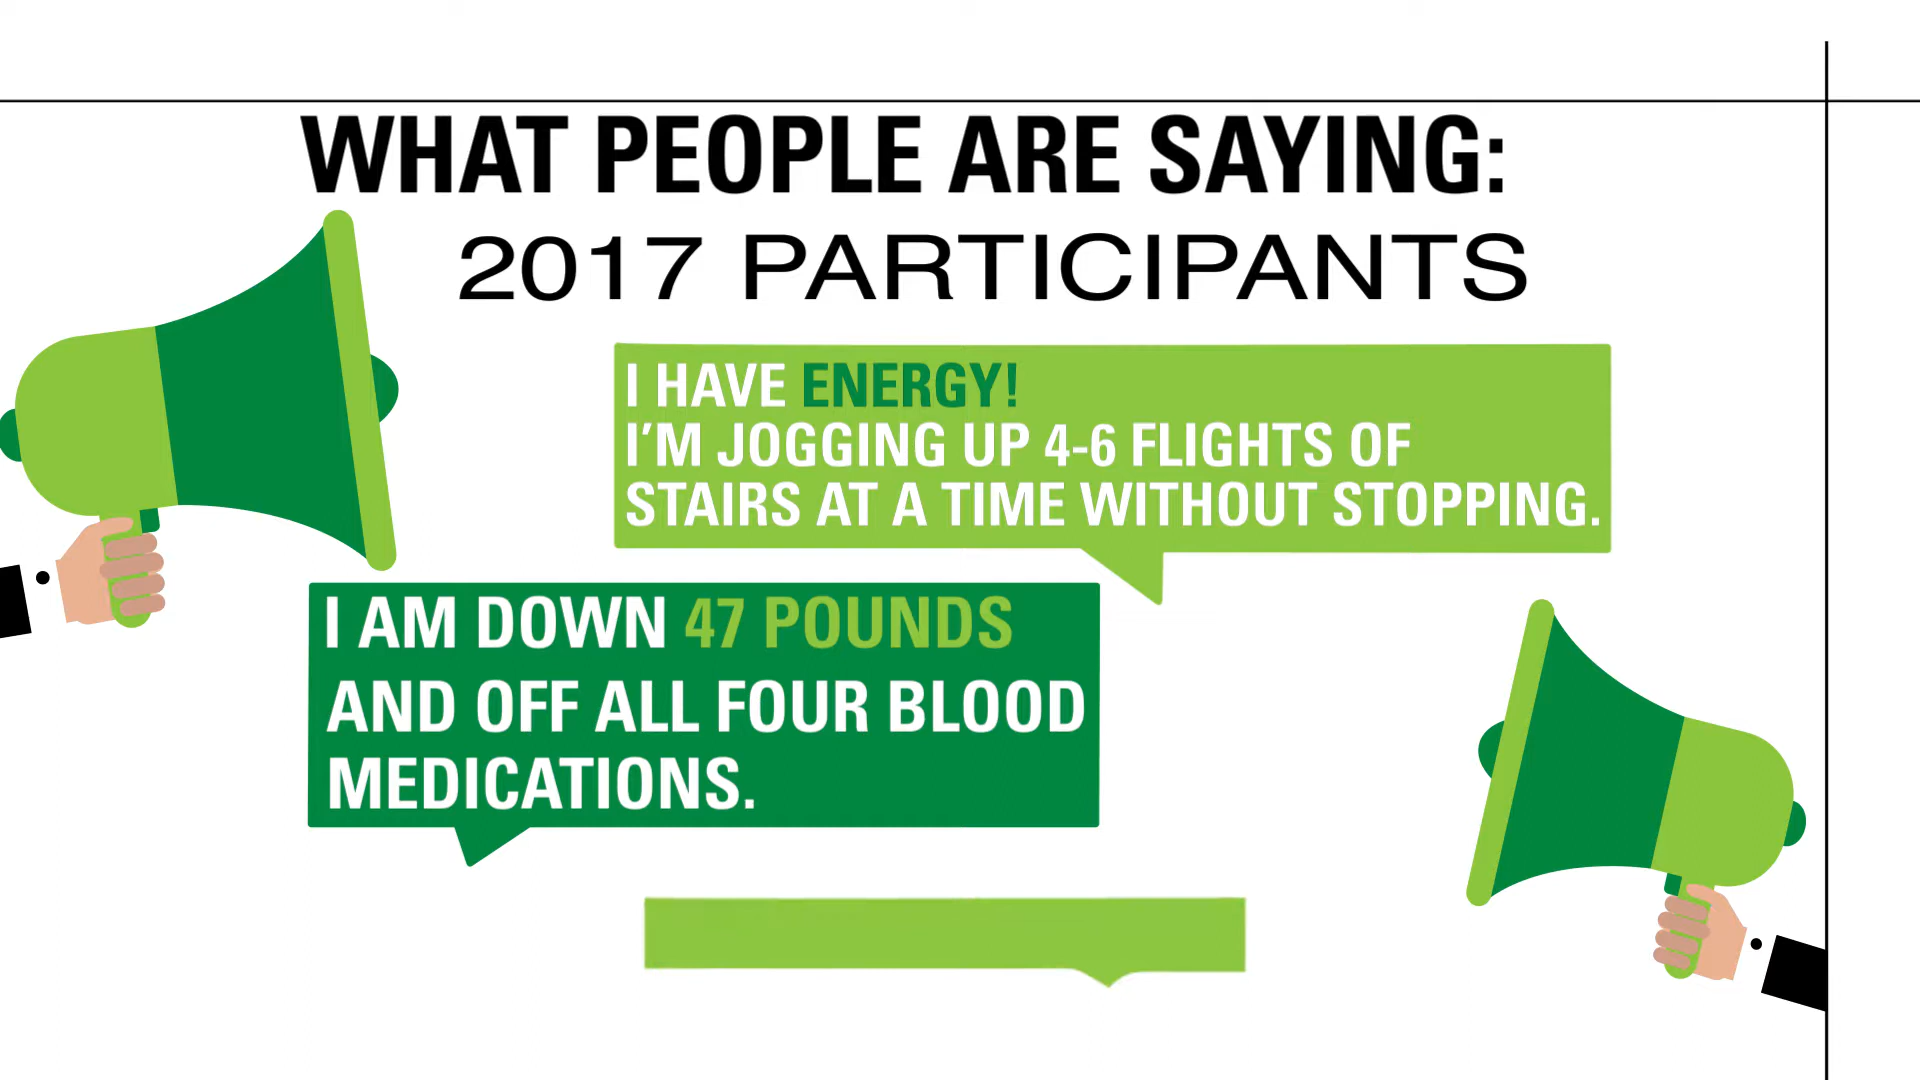 WHAT PEOPLE ARE SAYING:
2017 PARTICIPANTS
I HAVE ENERGY!
I'M JOGGING UP 4-6 FLIGHTS OF
STAIRS AT A TIME WITHOUT STOPPING.
I AM DOWN 47 POUNDS
AND OFF ALL FOUR BLOOD
MEDICATIONS.